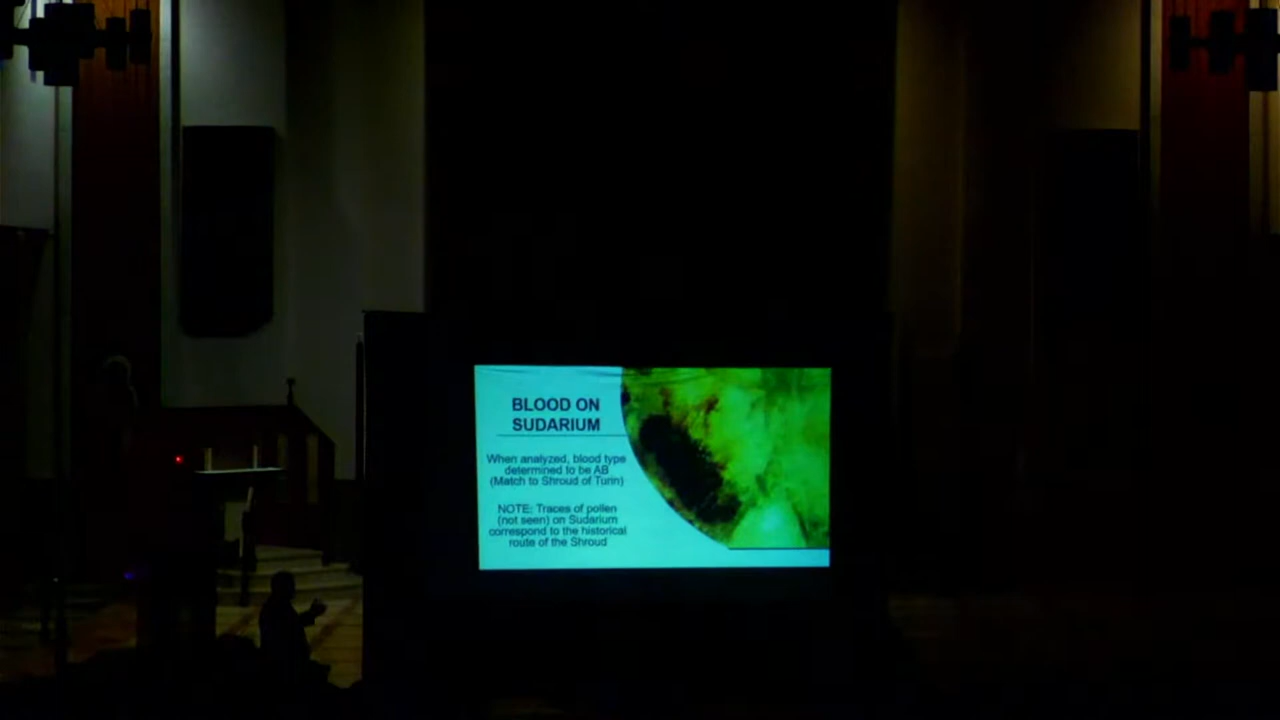 BLOOD ON
SUDARIUM
When analyzed, blood type
determined to be AB
(Match to Shroud of Turin)
NOTE: Traces of pollen
(not seen) on Sudarium
correspond to the historical
route of the Shroud